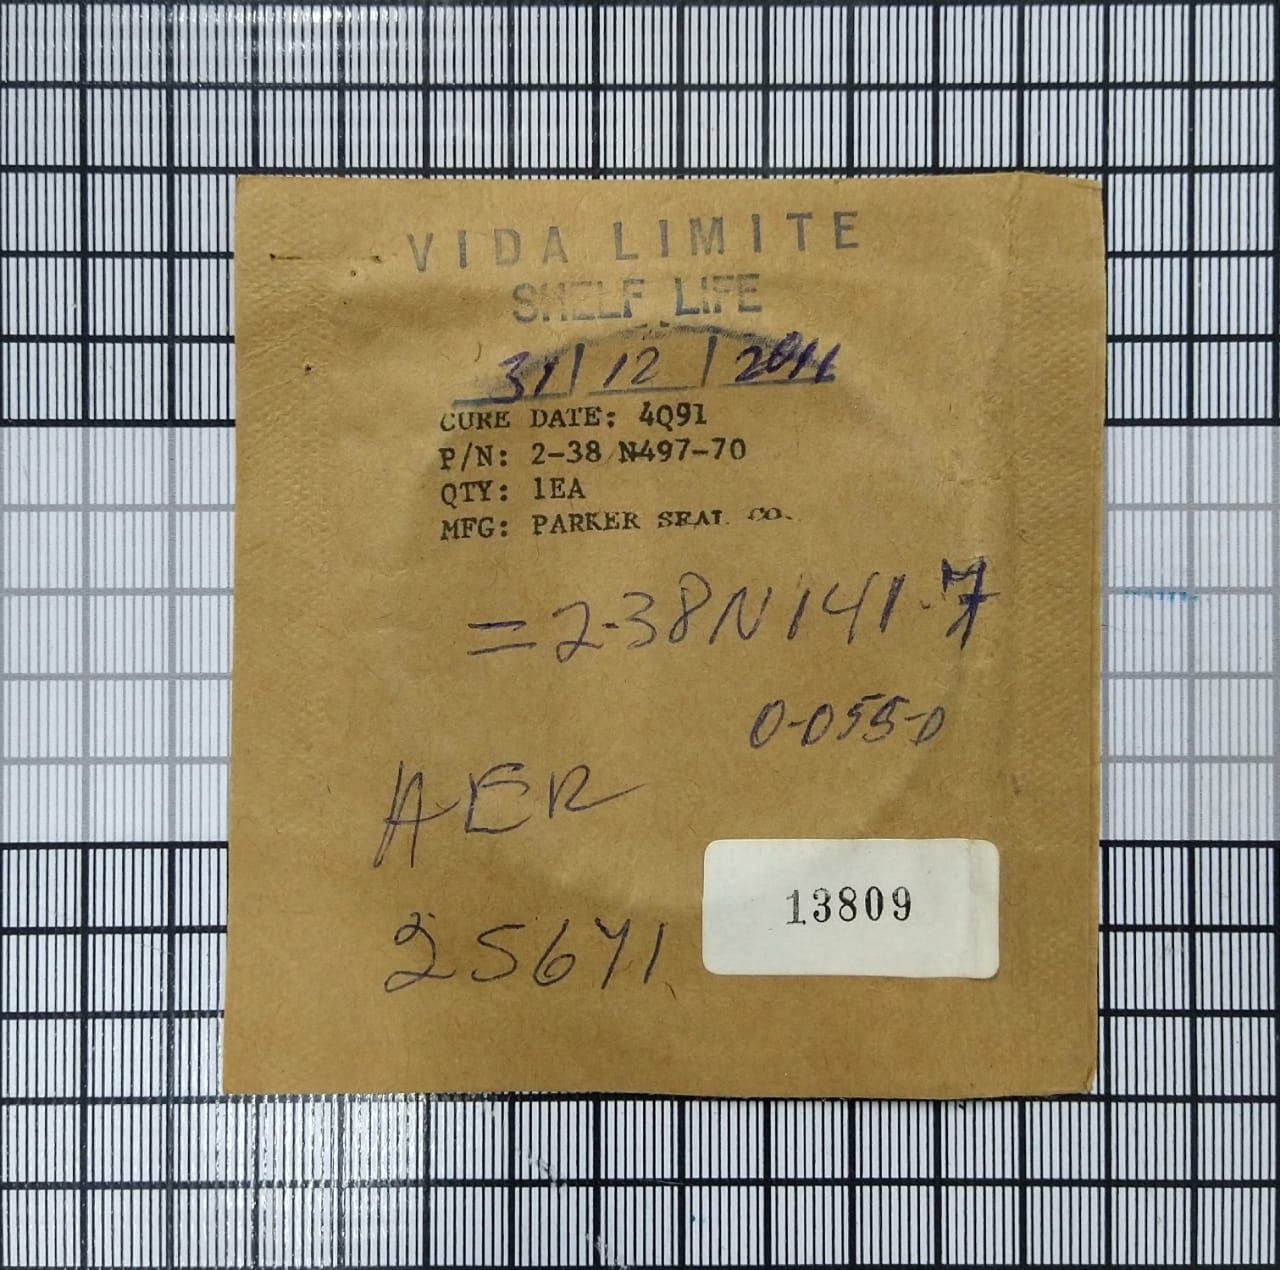 VIDA LIMITE
SHELF LIFE
31/12/2011
CURE DATE: 4Q91
P/N: 2-38 N497-70
QTY: 1EA
MFG: PARKER SEAL CO.
=2-38N141-7
0-055-0
AER
25641
13809